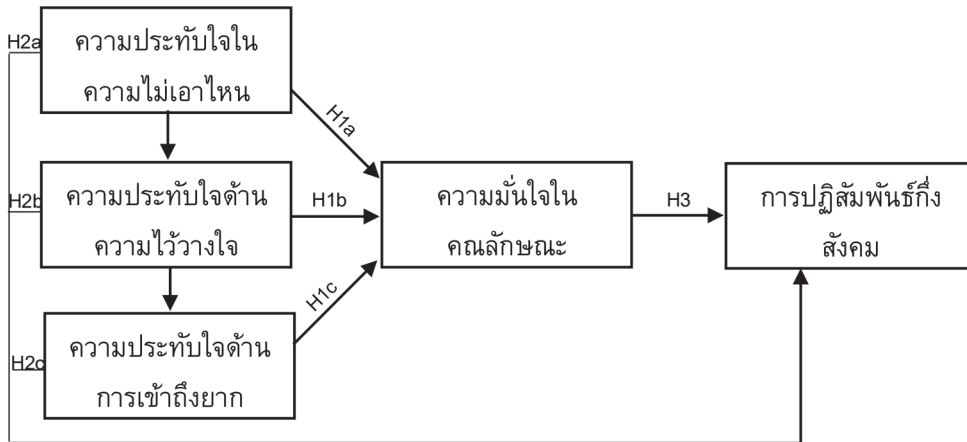 H2a
ความประทับใจใน
ความไม่เอาไหน
H1a
H2b
ความประทับใจด้าน
ความไว้วางใจ
H1b
ความมั่นใจใน
คณลักษณะ
H3
การปฏิสัมพันธ์กึ่ง
สังคม
H1c
H2c
ความประทับใจด้าน
การเข้าถึงยาก